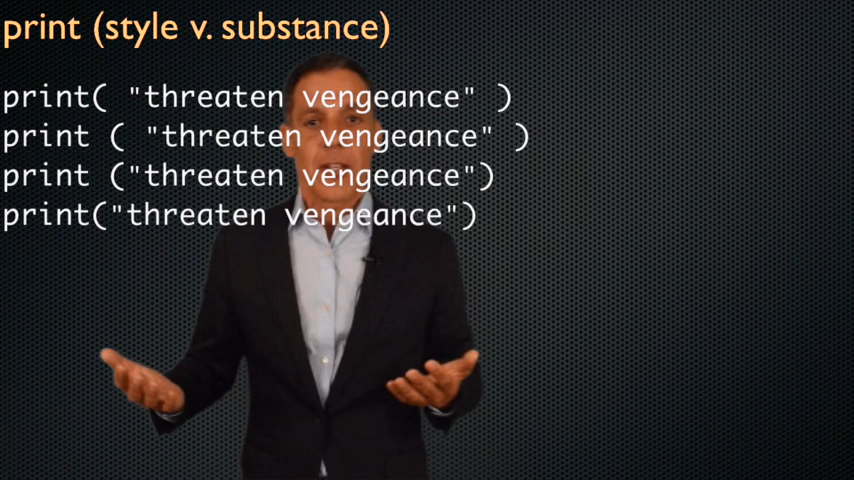 print (style v. substance)
print( "threaten vengeance" )
print ( "threaten vengeance" )
print ("threaten vengeance")
print("threaten vengeance")